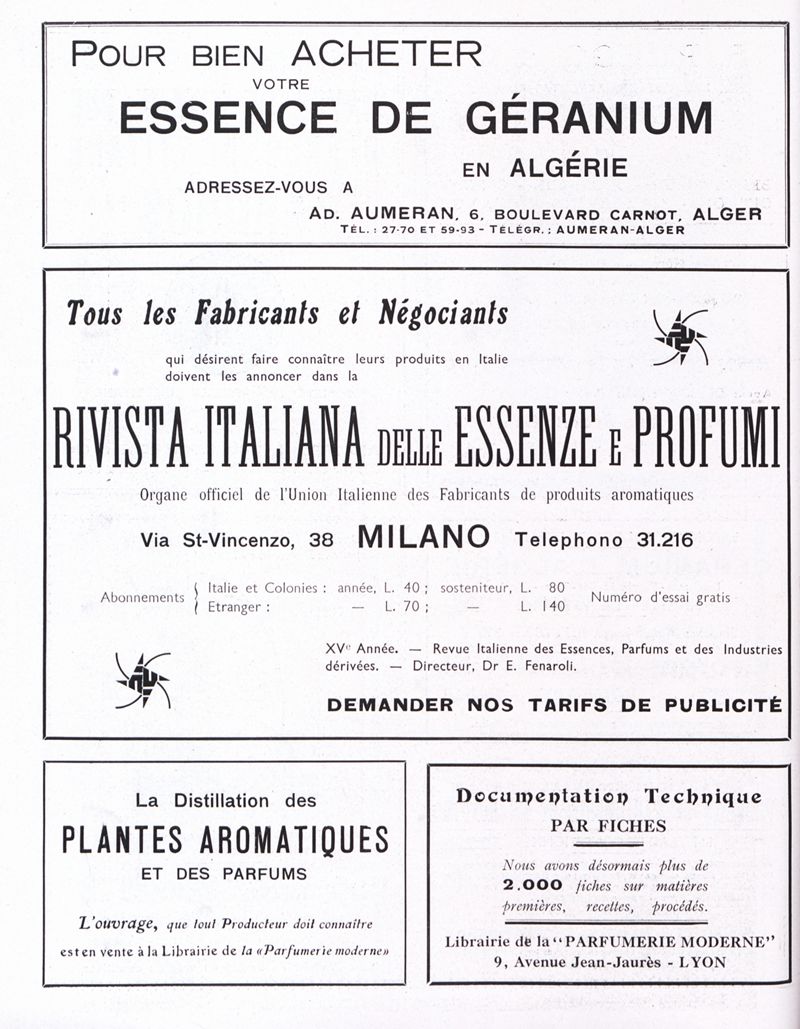 POUR BIEN ACHETER
VOTRE
ESSENCE DE GÉRANIUM
EN ALGÉRIE
ADRESSEZ-VOUS A
AD. AUMERAN, 6, BOULEVARD CARNOT, ALGER
TÉL. : 27-70 ET 59-93 - TÉLÉGR. : AUMERAN-ALGER
Tous les Fabricants et Négociants
qui désirent faire connaître leurs produits en Italie
doivent les annoncer dans la
RIVISTA ITALIANA DELLE ESSENZE E PROFUMI
Organe officiel de l'Union Italienne des Fabricants de produits aromatiques
Via St-Vincenzo, 38 MILANO Telephono 31.216
Abonnements { Italie et Colonies : année, L. 40 ; sosteniteur, L. 80
Etranger : — L. 70 ; — L. 140
Numéro d'essai gratis
XVe Année. — Revue Italienne des Essences, Parfums et des Industries
dérivées. — Directeur, Dr E. Fenaroli.
DEMANDER NOS TARIFS DE PUBLICITÉ
La Distillation des
PLANTES AROMATIQUES
ET DES PARFUMS
L'ouvrage, que tout Producteur doit connaître
est en vente à la Librairie de la «Parfumerie moderne»
Documentation Technique
PAR FICHES
Nous avons désormais plus de
2.000 fiches sur matières
premières, recettes, procédés.
Librairie de la "PARFUMERIE MODERNE"
9, Avenue Jean-Jaurès - LYON